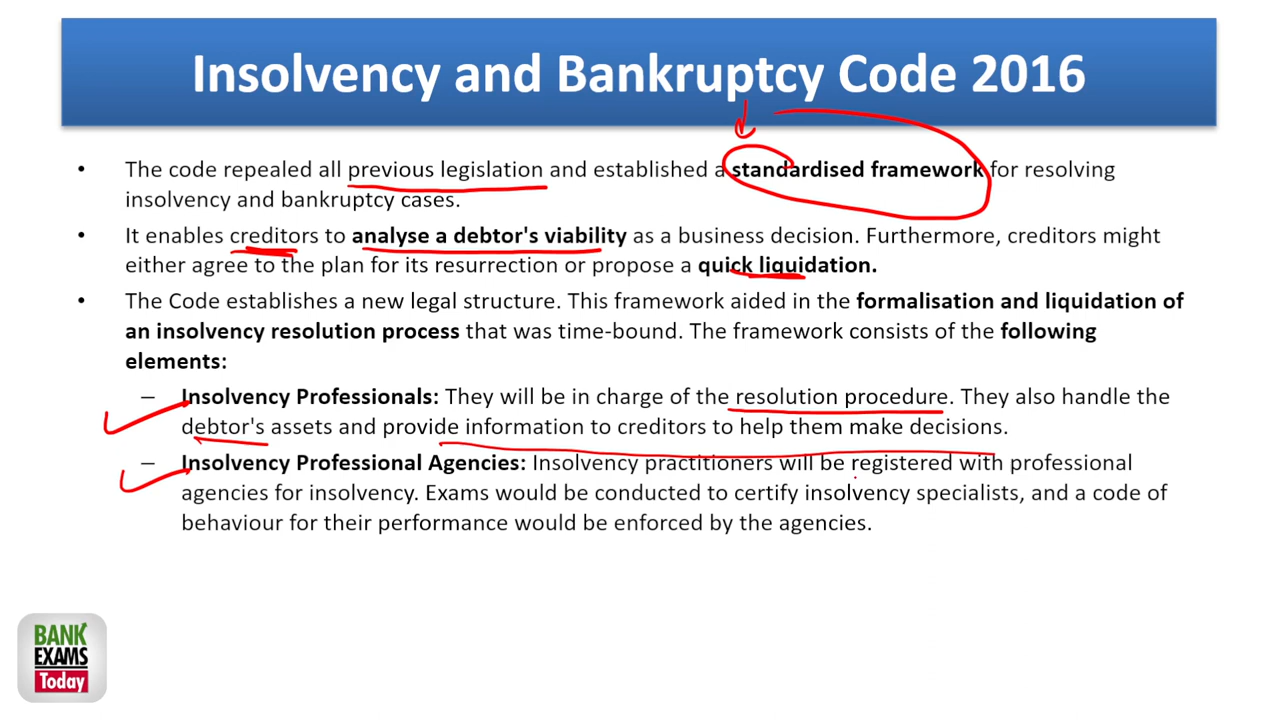 Insolvency and Bankruptcy Code 2016
• The code repealed all previous legislation and established a standardised framework for resolving
insolvency and bankruptcy cases.
• It enables creditors to analyse a debtor's viability as a business decision. Furthermore, creditors might
either agree to the plan for its resurrection or propose a quick liquidation.
• The Code establishes a new legal structure. This framework aided in the formalisation and liquidation of
an insolvency resolution process that was time-bound. The framework consists of the following
elements:
– Insolvency Professionals: They will be in charge of the resolution procedure. They also handle the
debtor's assets and provide information to creditors to help them make decisions.
– Insolvency Professional Agencies: Insolvency practitioners will be registered with professional
agencies for insolvency. Exams would be conducted to certify insolvency specialists, and a code of
behaviour for their performance would be enforced by the agencies.
BANK
EXAMS
Today